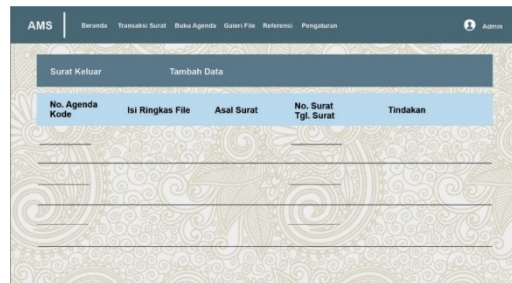 AMS Beranda Transaksi Surat Buku Agenda Galeri File Referensi Pengaturan Admin
Surat Keluar Tambah Data
No. Agenda
Kode
Isi Ringkas File
Asal Surat
No. Surat
Tgl. Surat
Tindakan